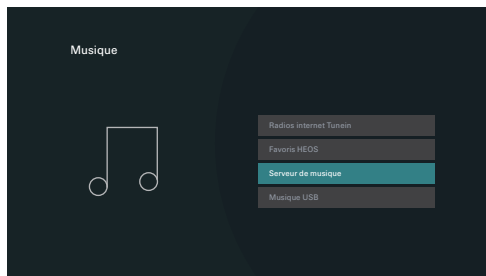 Musique
Radios internet Tunein
Favoris HEOS
Serveur de musique
Musique USB